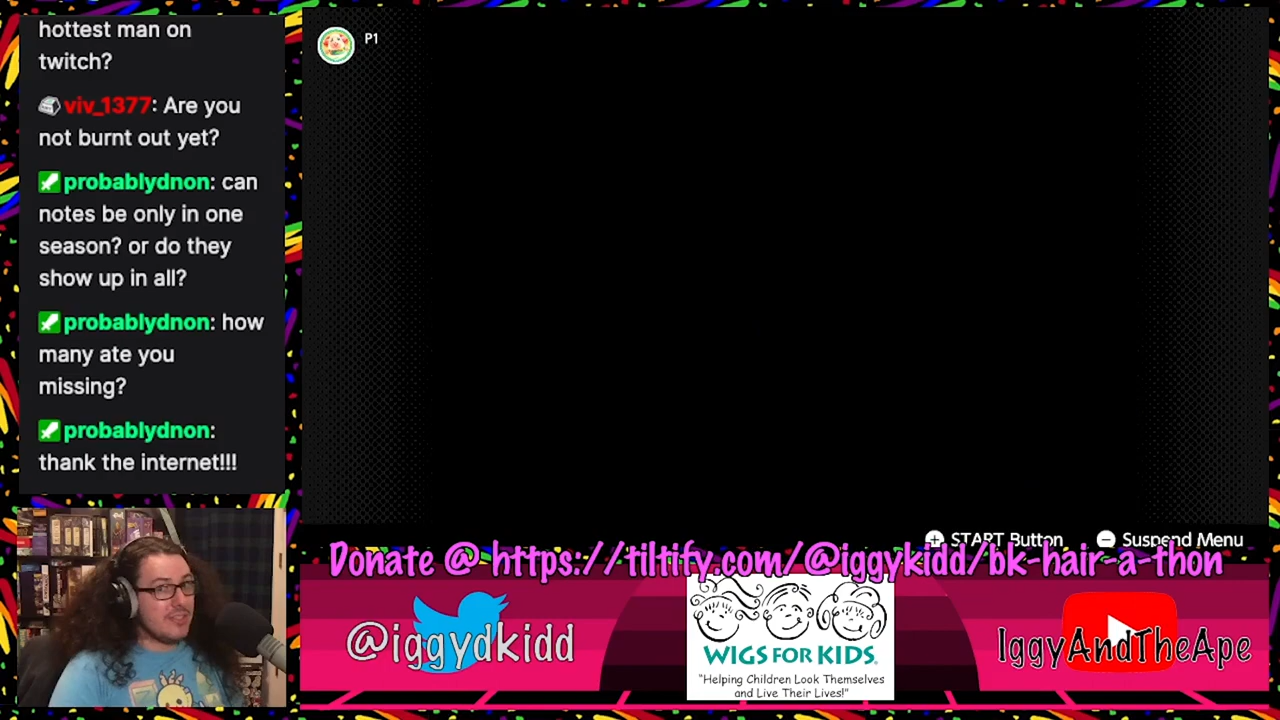 hottest man on
twitch?
viv_1377: Are you
not burnt out yet?
probablydnon: can
notes be only in one
season? or do they
show up in all?
probablydnon: how
many ate you
missing?
probablydnon:
thank the internet!!!
P1
START Button
Suspend Menu
Donate @ https://tiltify.com/@iggykidd/bk-hair-a-thon
@iggydkidd
WIGS FOR KIDS.
"Helping Children Look Themselves
and Live Their Lives!"
IggyAndTheApe